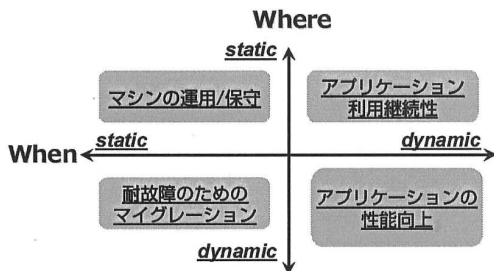 Where
static
マシンの運用/保守
アプリケーション
利用継続性
static
dynamic
When
耐故障のための
マイグレーション
アプリケーションの
性能向上
dynamic